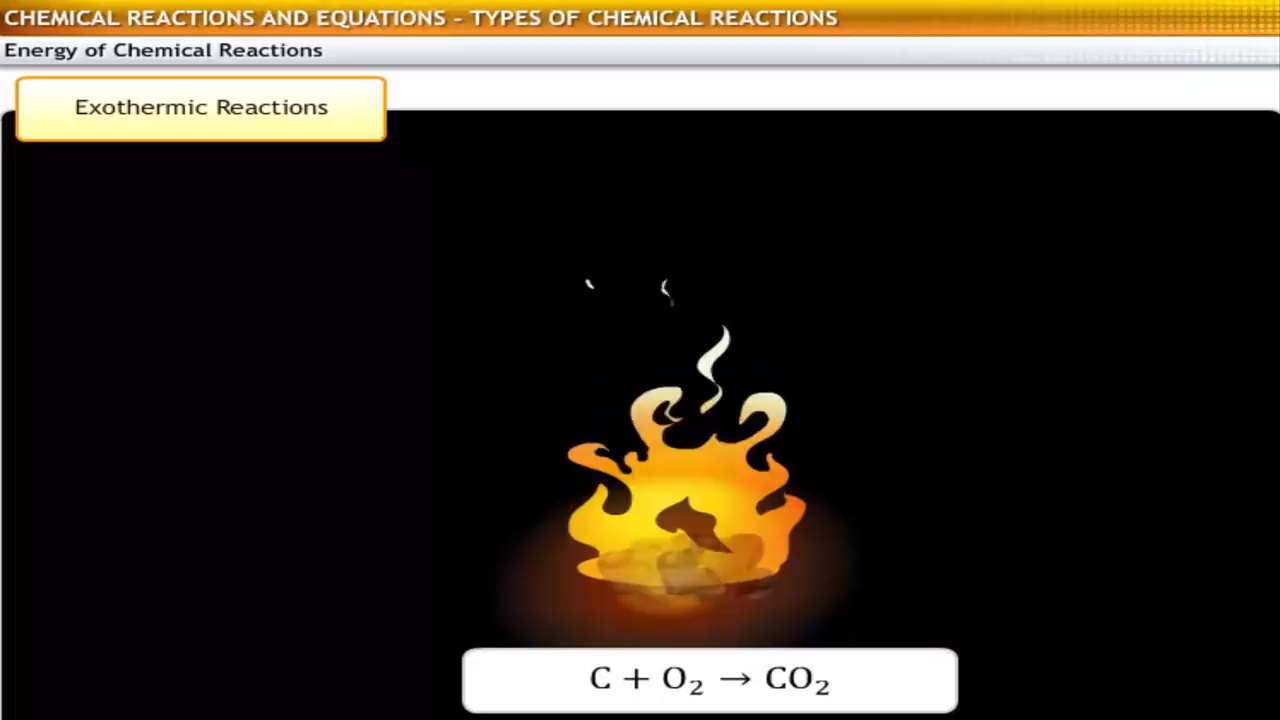 CHEMICAL REACTIONS AND EQUATIONS - TYPES OF CHEMICAL REACTIONS
Energy of Chemical Reactions
Exothermic Reactions
C + O₂ → CO₂